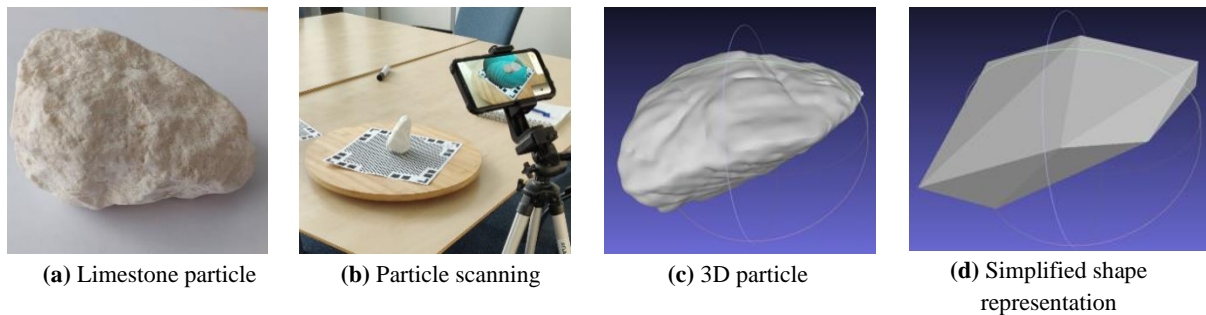 (a) Limestone particle
(b) Particle scanning
(c) 3D particle
(d) Simplified shape
representation